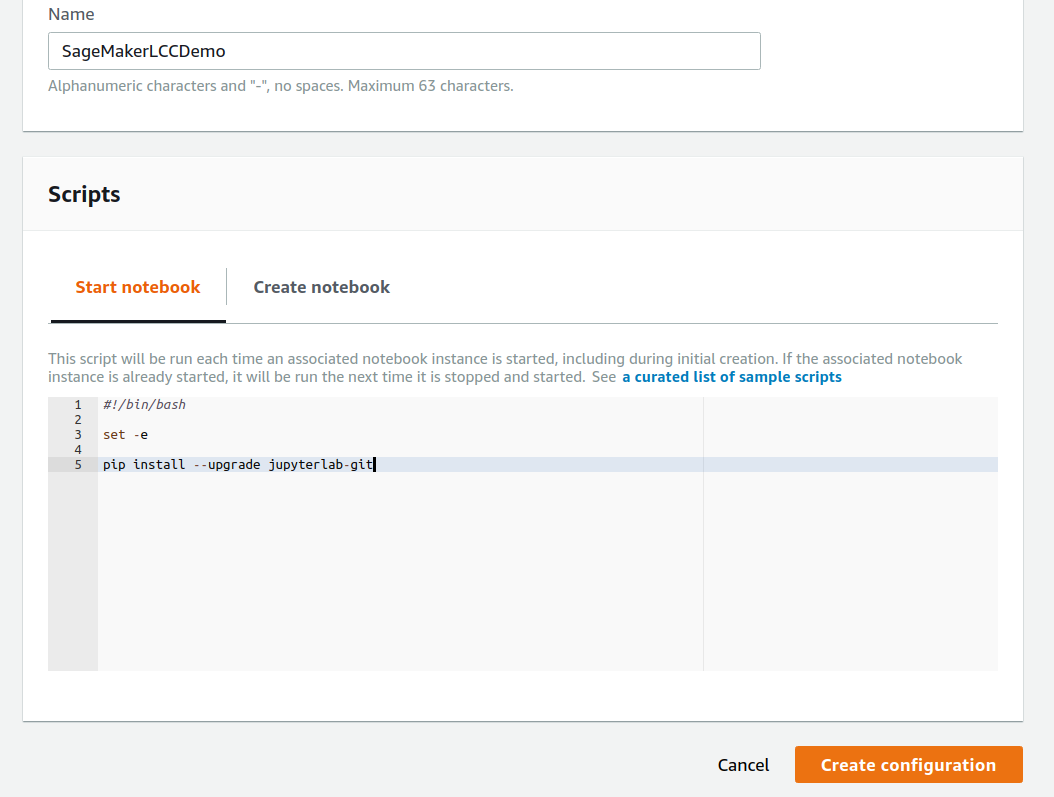 Name
SageMakerLCCDemo
Alphanumeric characters and "-", no spaces. Maximum 63 characters.
Scripts
Start notebook
Create notebook
This script will be run each time an associated notebook instance is started, including during initial creation. If the associated notebook
instance is already started, it will be run the next time it is stopped and started. See a curated list of sample scripts
1 #!/bin/bash
2
3 set -e
4
5 pip install --upgrade jupyterlab-git
Cancel
Create configuration